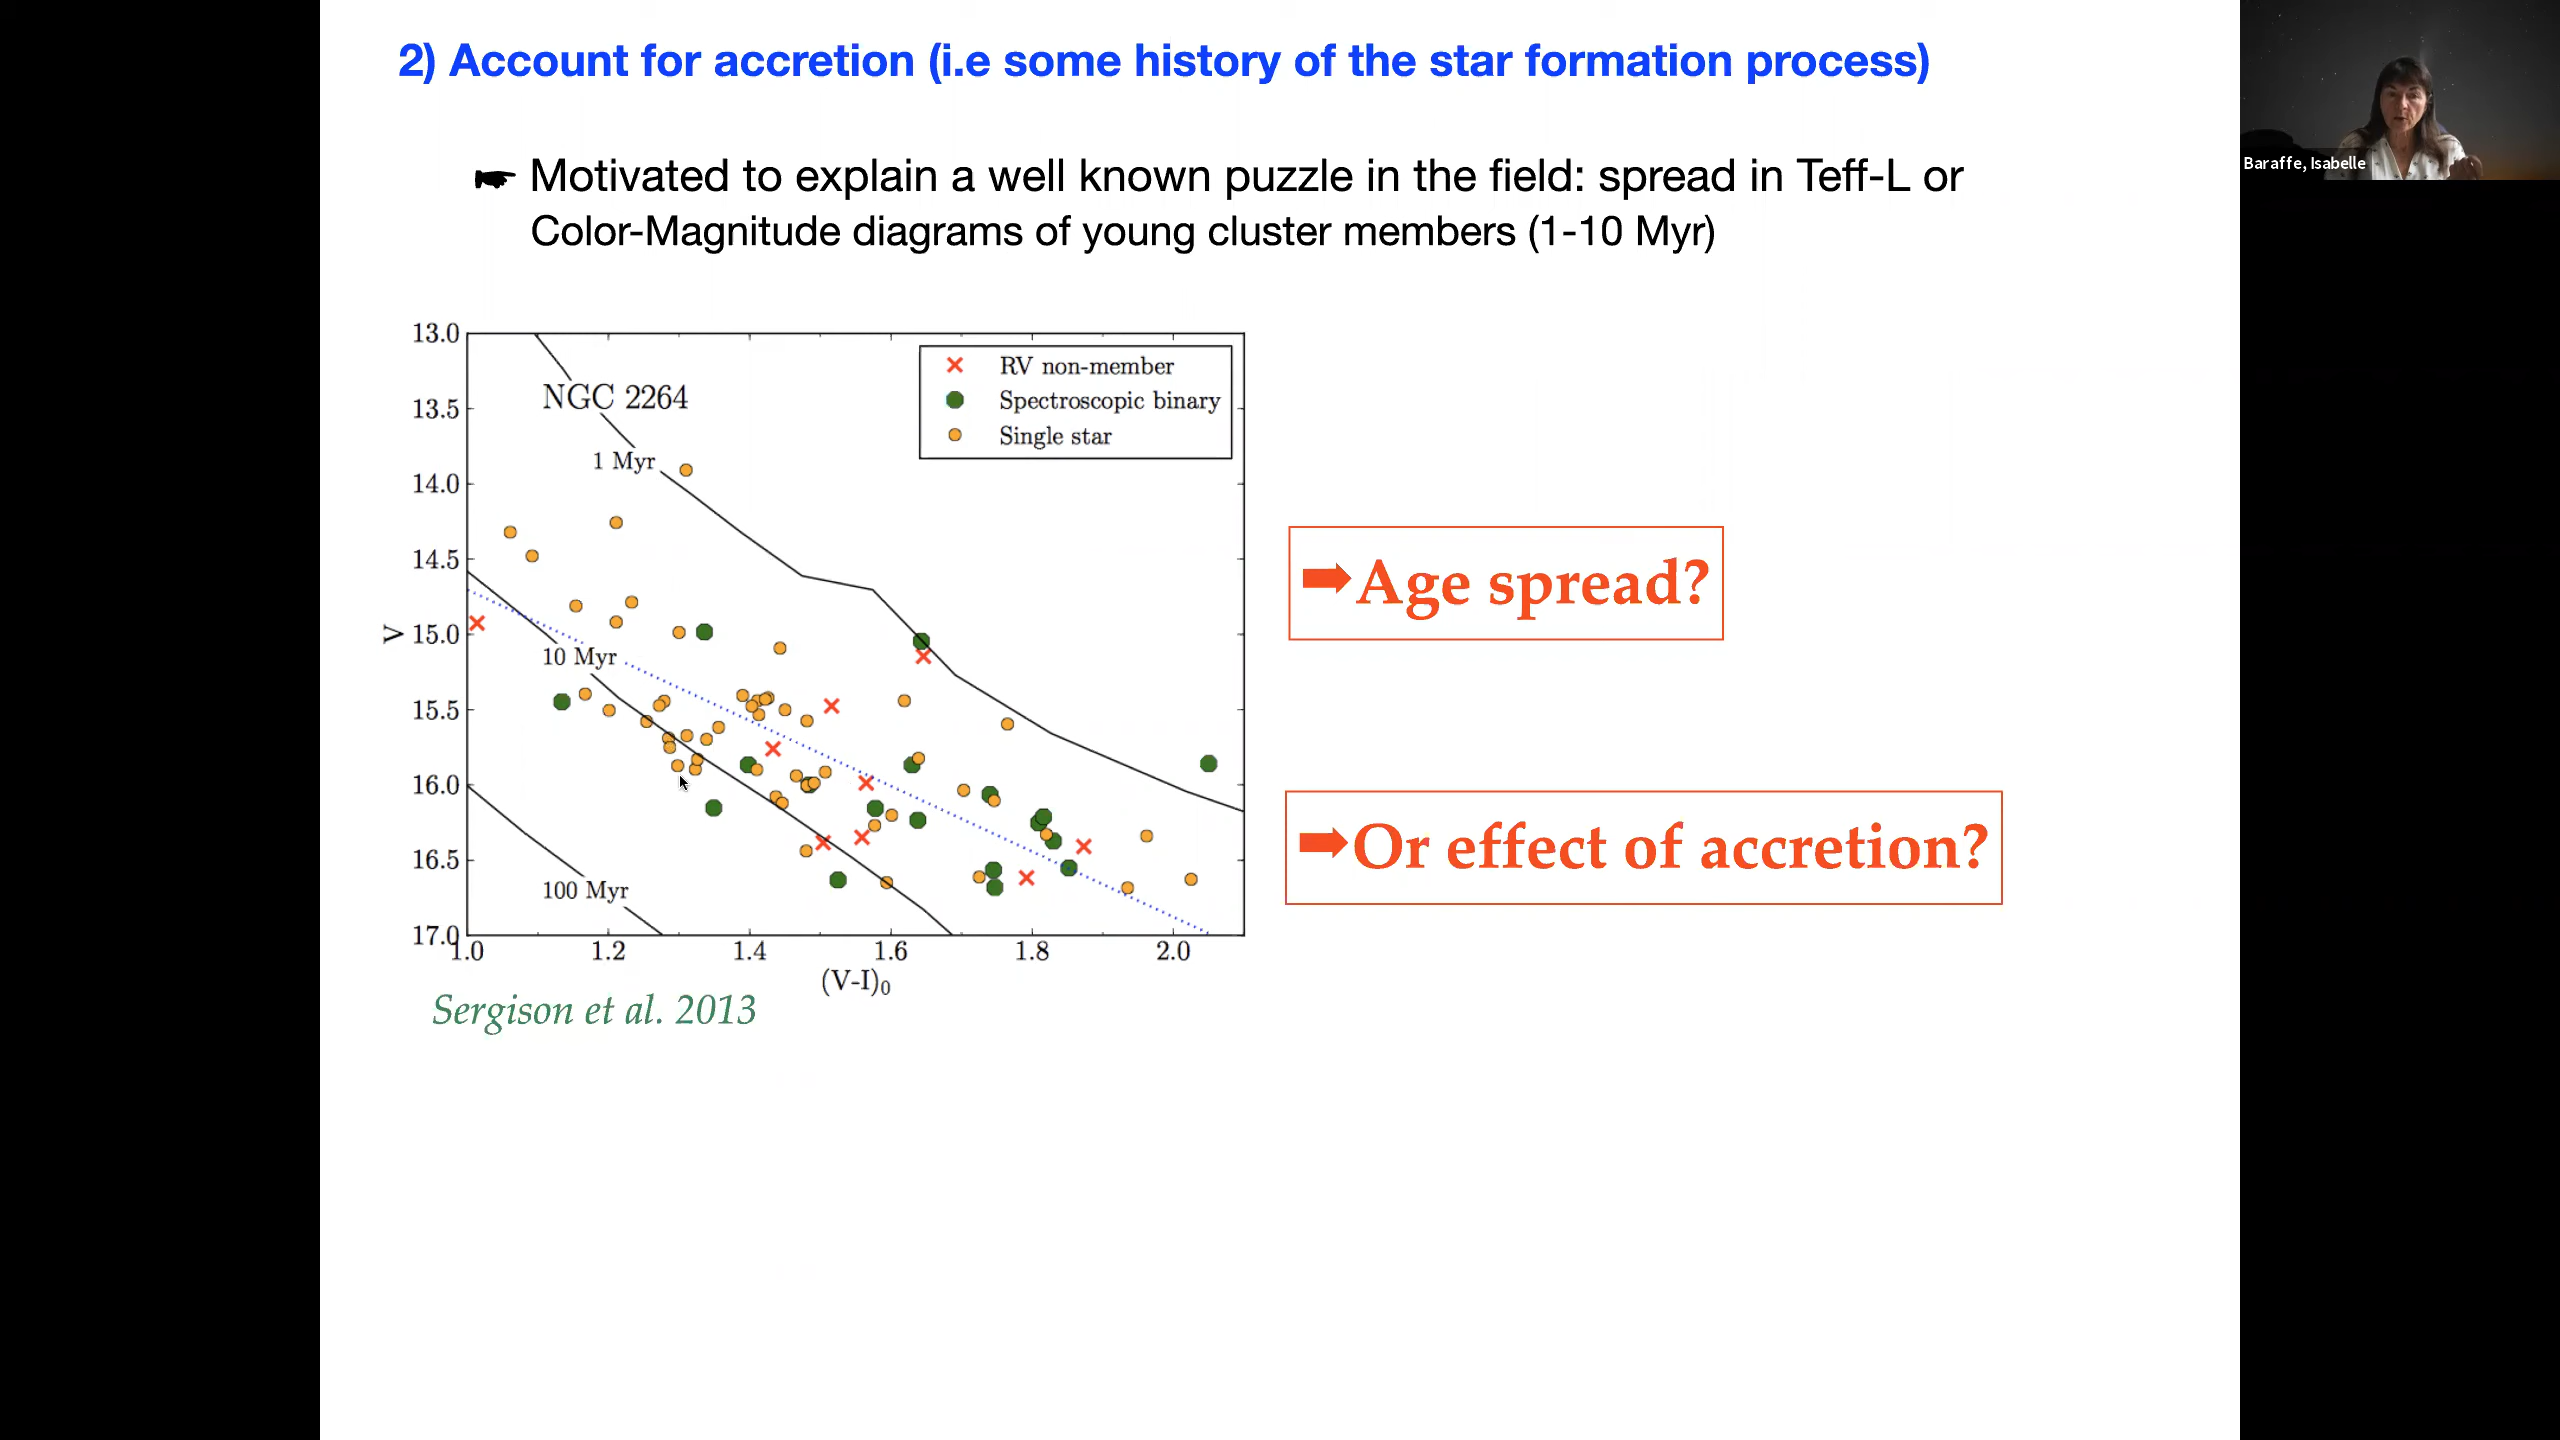 2) Account for accretion (i.e some history of the star formation process)
Baraffe, Isabelle
Motivated to explain a well known puzzle in the field: spread in Teff-L or
Color-Magnitude diagrams of young cluster members (1-10 Myr)
13.0
13.5
14.0
14.5
15.0
15.5
16.0
16.5
17.0
V
NGC 2264
1 Myr
10 Myr
100 Myr
RV non-member
Spectroscopic binary
Single star
1.0
1.2
1.4
1.6
1.8
2.0
(V-I)0
Sergison et al. 2013
Age spread?
Or effect of accretion?